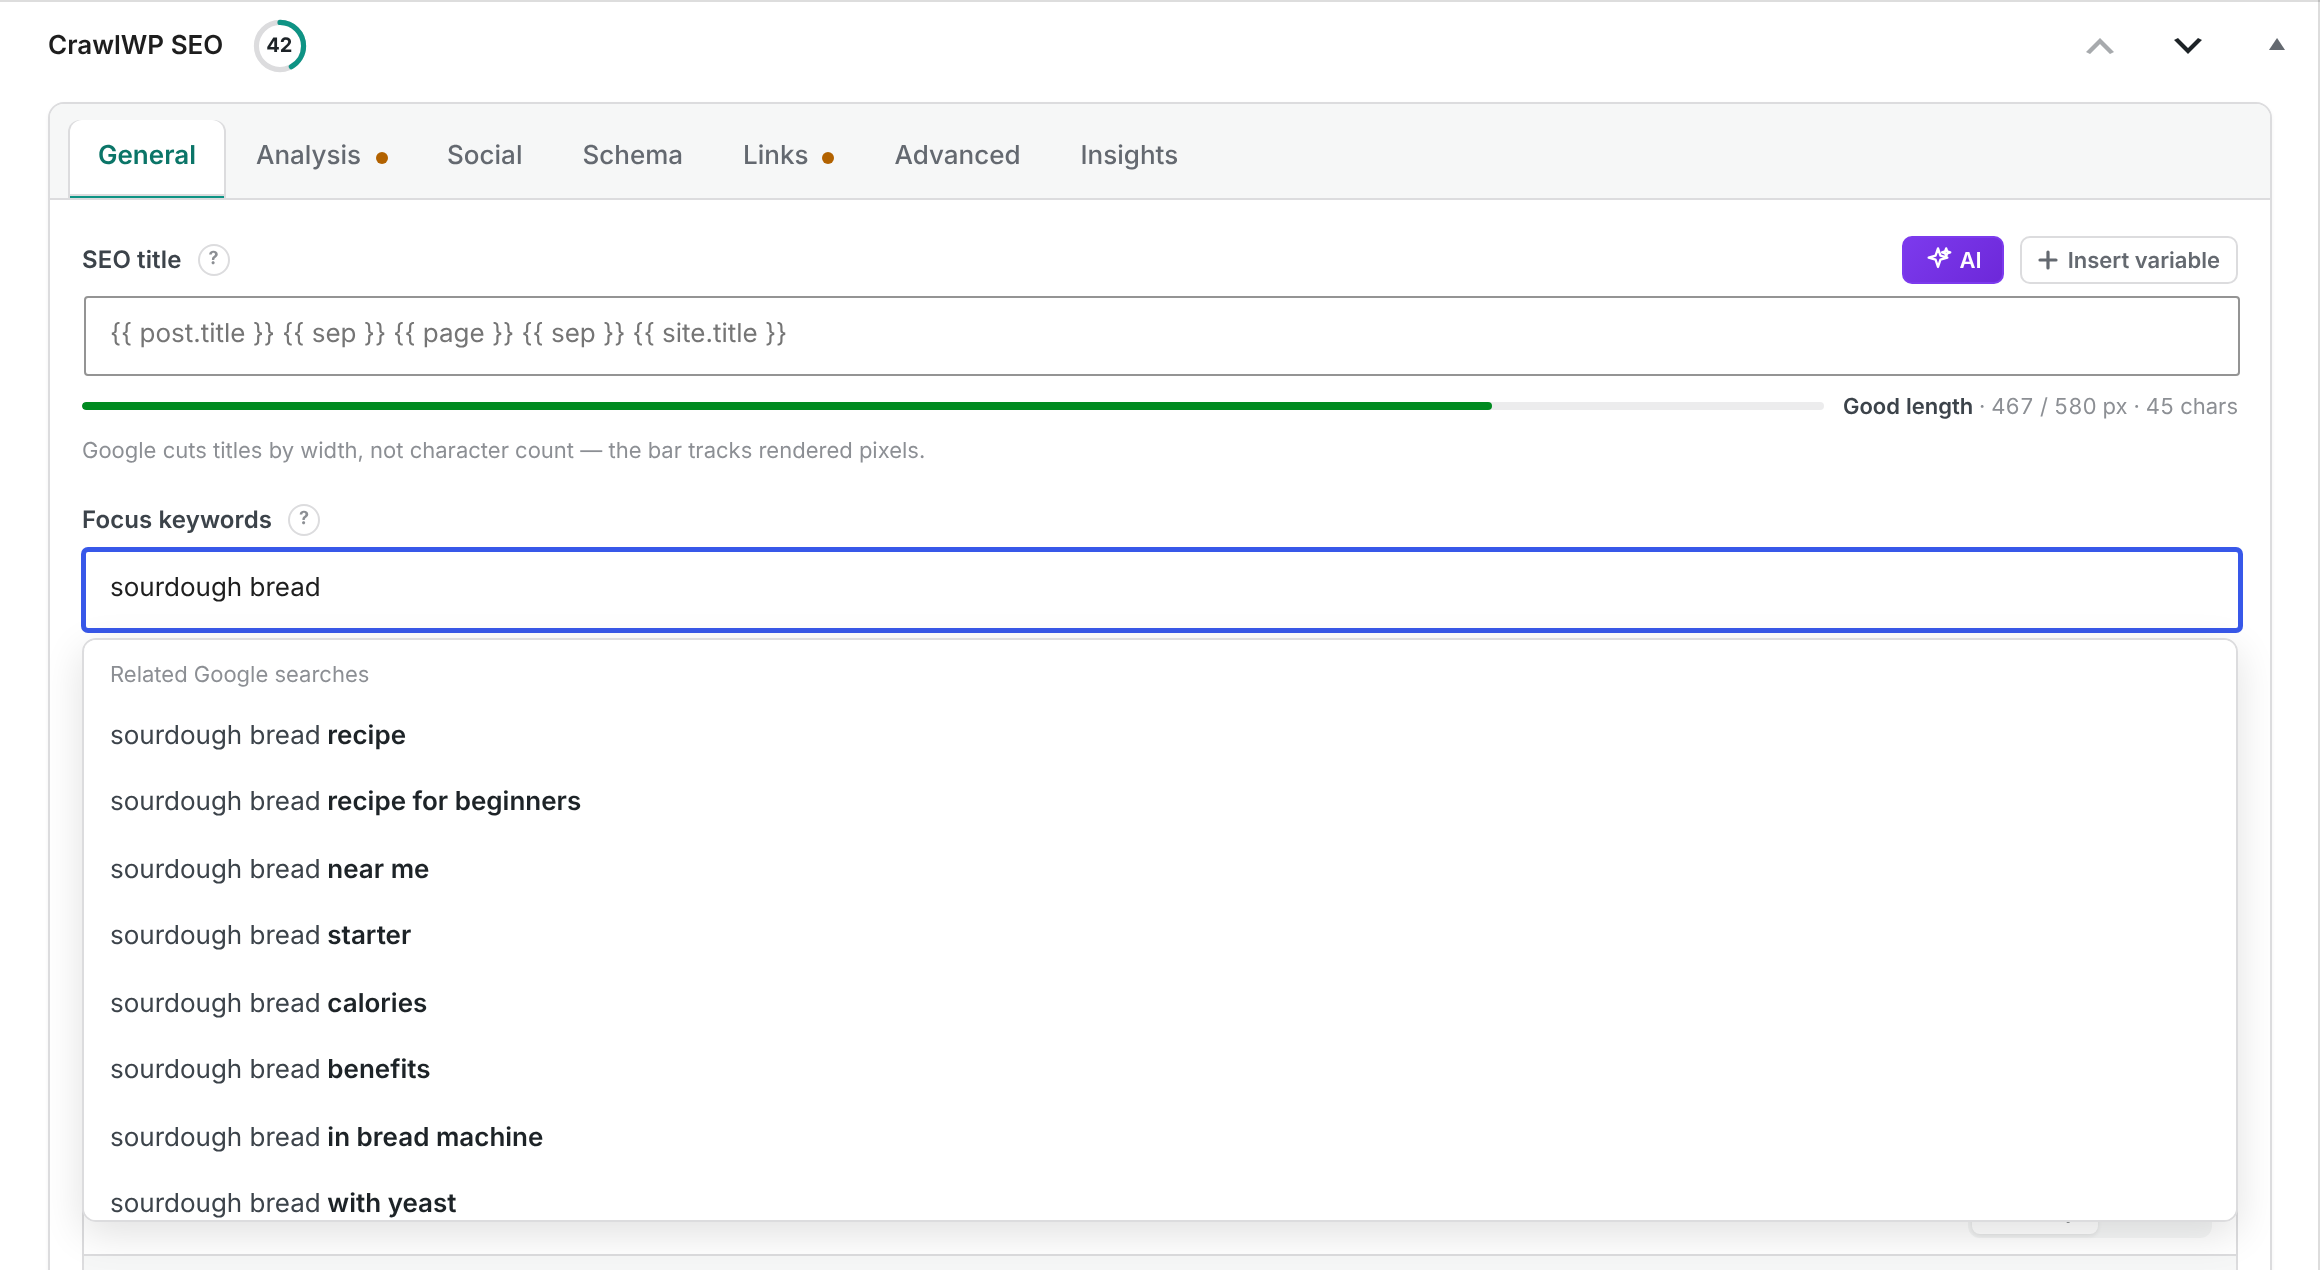 CrawlWP SEO 42
General Analysis Social Schema Links Advanced Insights
SEO title ? AI + Insert variable
{{ post.title }} {{ sep }} {{ page }} {{ sep }} {{ site.title }}
Good length · 467 / 580 px · 45 chars
Google cuts titles by width, not character count — the bar tracks rendered pixels.
Focus keywords ?
sourdough bread
Related Google searches
sourdough bread recipe
sourdough bread recipe for beginners
sourdough bread near me
sourdough bread starter
sourdough bread calories
sourdough bread benefits
sourdough bread in bread machine
sourdough bread with yeast